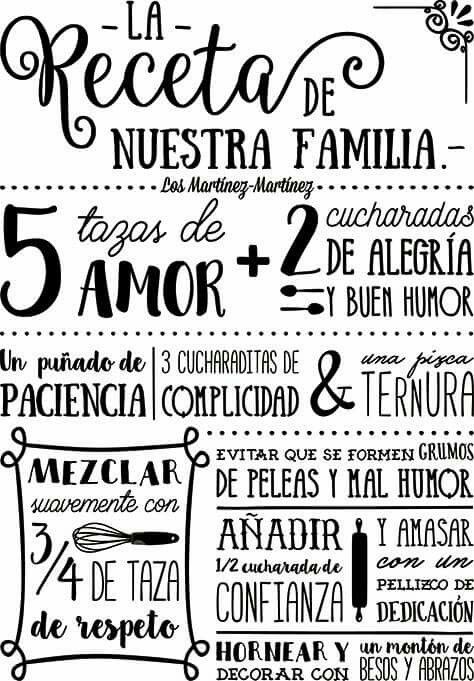 - LA -
RECETA DE
NUESTRA FAMILIA.-
Los Martínez-Martínez
5 tazas de AMOR
+ 2 cucharadas
DE ALEGRÍA
Y BUEN HUMOR
Un puñado de
PACIENCIA
3 CUCHARADITAS DE
COMPLICIDAD
&
una pizca
TERNURA
MEZCLAR
suavemente con
3/4 DE TAZA
de respeto
EVITAR QUE SE FORMEN GRUMOS
DE PELEAS Y MAL HUMOR
AÑADIR
1/2 cucharada de
CONFIANZA
Y AMASAR
con un
PELLIZCO DE
DEDICACIÓN
HORNEAR Y
DECORAR CON
un montón de
BESOS Y ABRAZOS